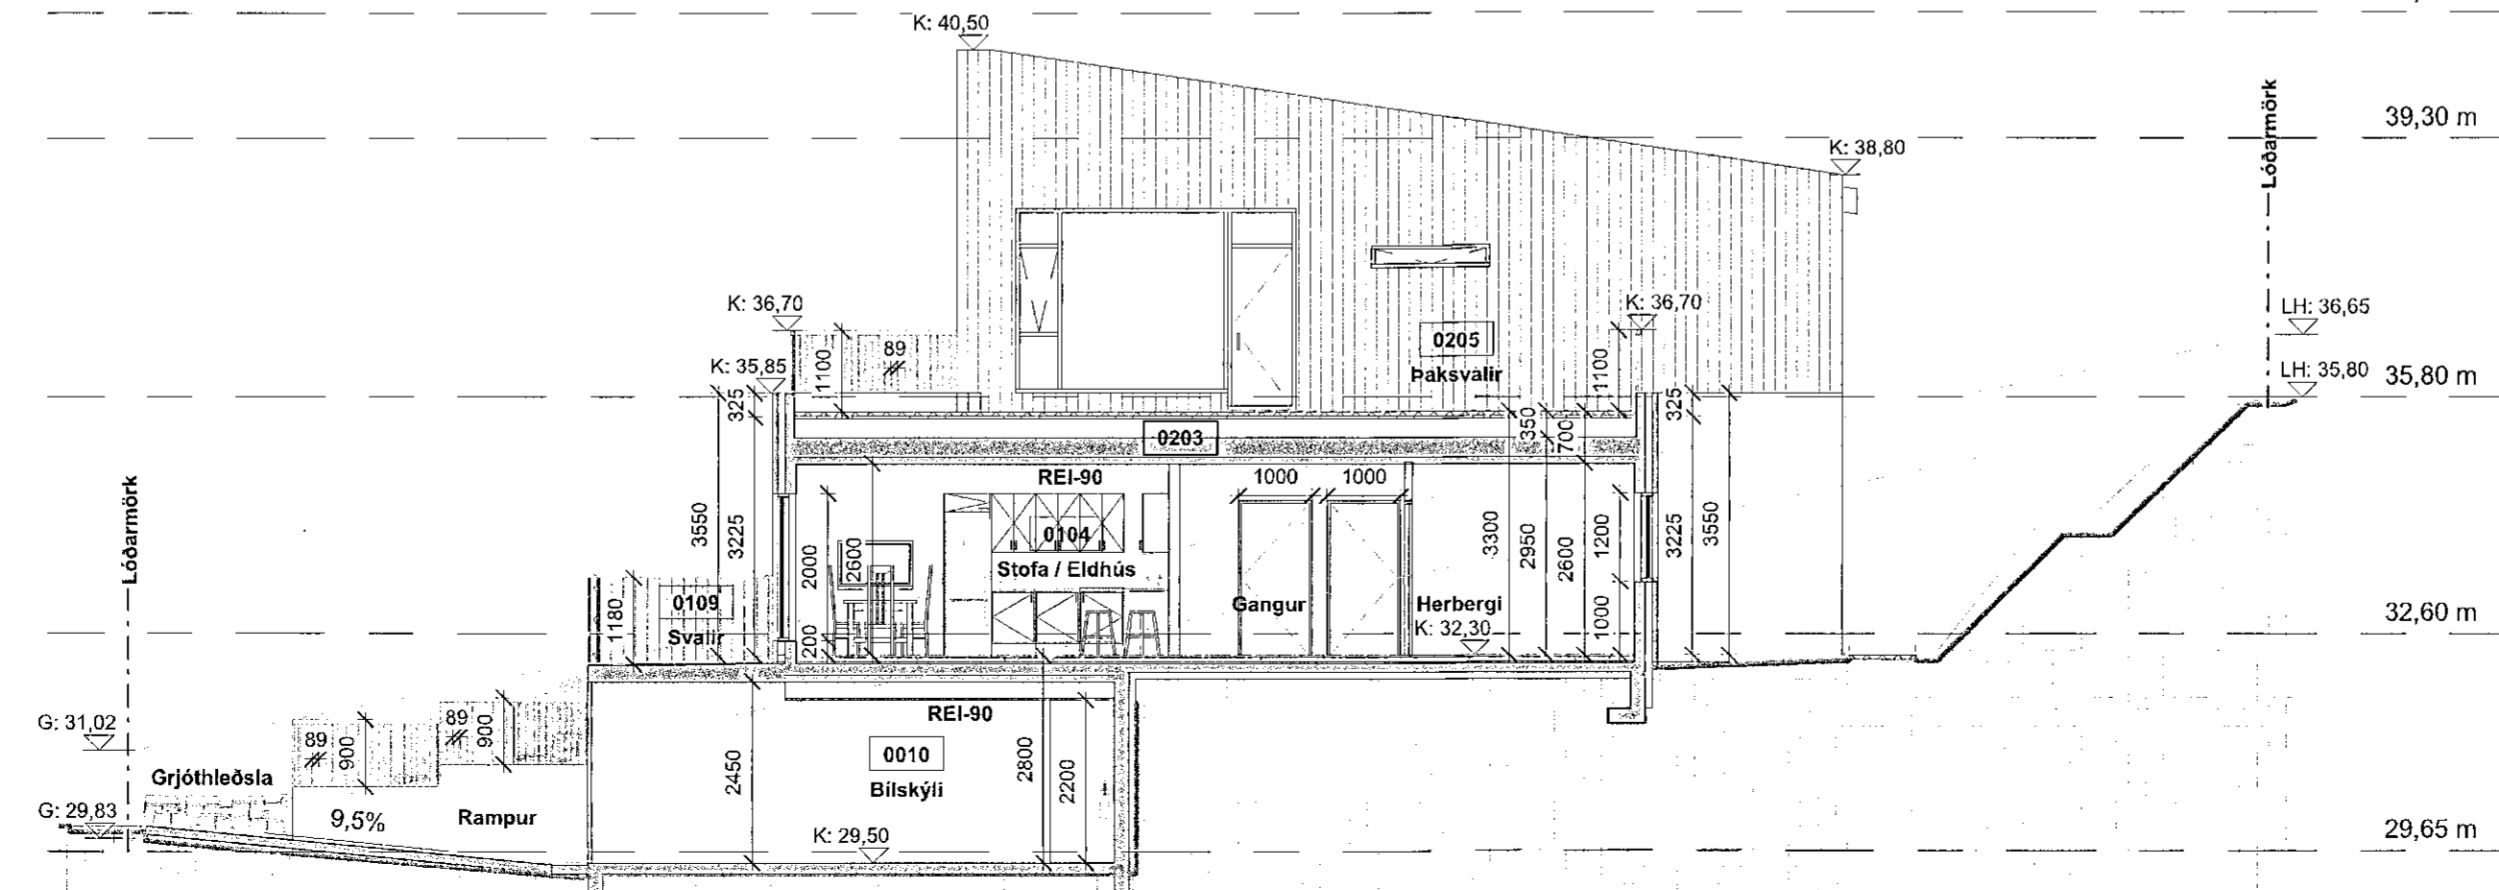 K: 40,50
39,30 m
K: 38,80
Lóðarmörk
K: 36,70
K: 36,70
LH: 36,65
0205
Þaksvalir
89
1100
1100
K: 35,85
LH: 35,80
35,80 m
325
325
350
700
0203
REI-90
1000
1000
Lóðarmörk
3550
3225
2000
2600
0104
Stofa / Eldhús
3300
2950
2600
1200
3225
3550
0109
Svalir
1180
200
Gangur
Herbergi
K: 32,30
1000
32,60 m
REI-90
G: 31,02
89
900
89
900
0010
Bílskýli
2450
2800
2200
Grjóthleðsla
G: 29,83
9,5%
Rampur
K: 29,50
29,65 m